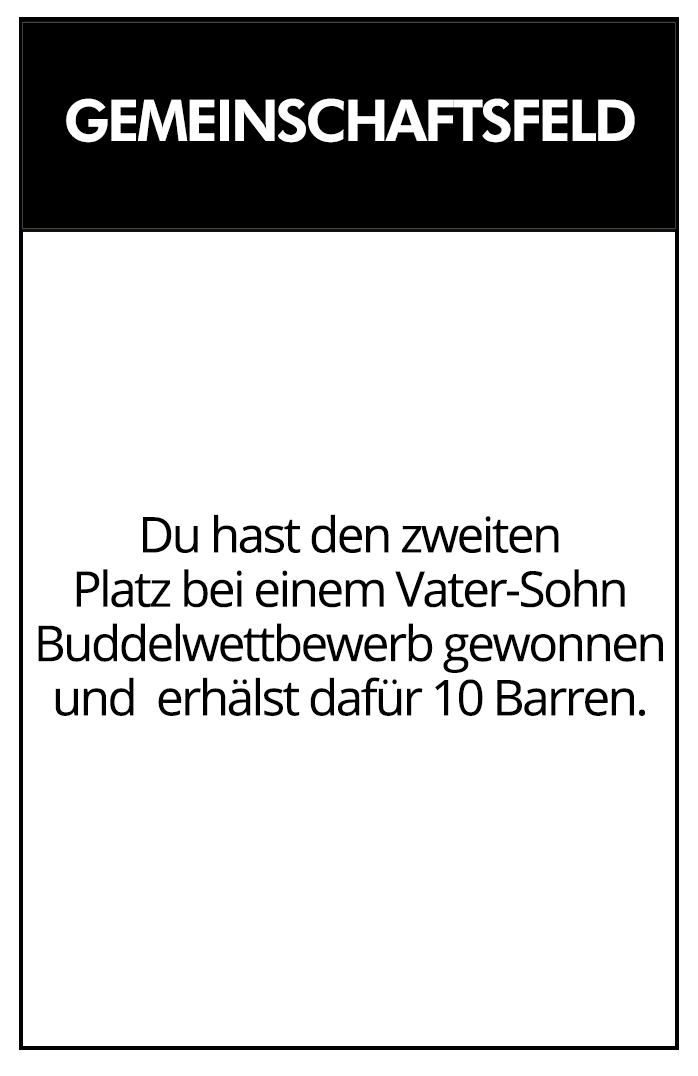 GEMEINSCHAFTSFELD
Du hast den zweiten
Platz bei einem Vater-Sohn
Buddelwettbewerb gewonnen
und  erhälst dafür 10 Barren.